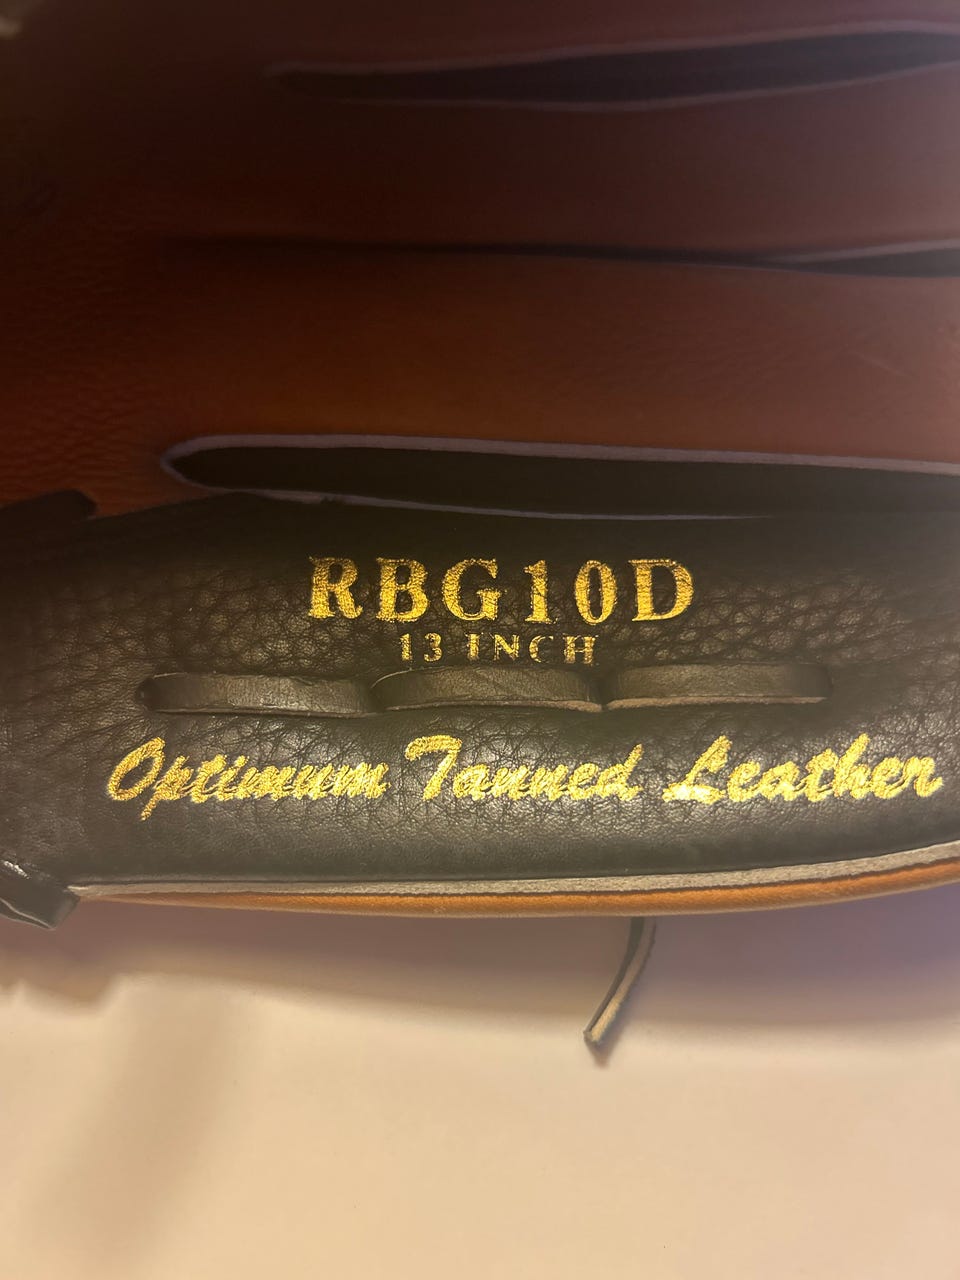 RBG10D
13 INCH
Optimum Tanned Leather